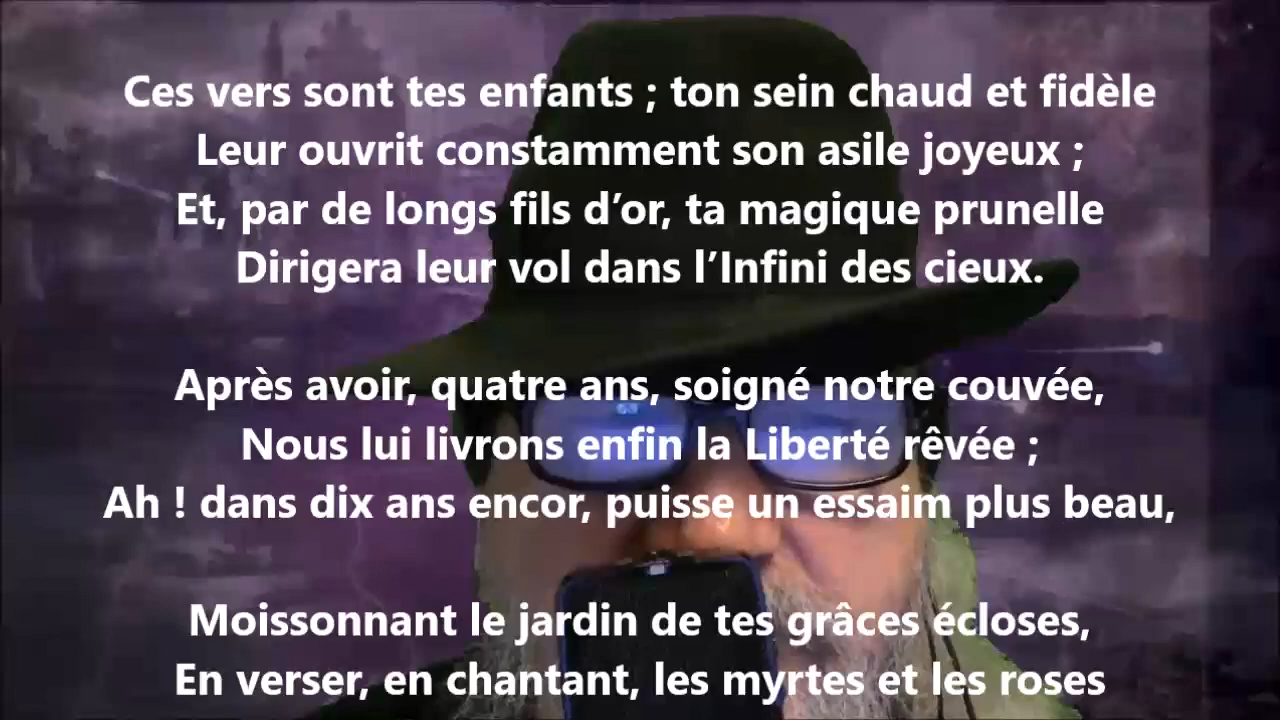 Ces vers sont tes enfants ; ton sein chaud et fidèle
Leur ouvrit constamment son asile joyeux ;
Et, par de longs fils d’or, ta magique prunelle
Dirigera leur vol dans l’Infini des cieux.
Après avoir, quatre ans, soigné notre couvée,
Nous lui livrons enfin la Liberté rêvée ;
Ah ! dans dix ans encor, puisse un essaim plus beau,
Moissonnant le jardin de tes grâces écloses,
En verser, en chantant, les myrtes et les roses